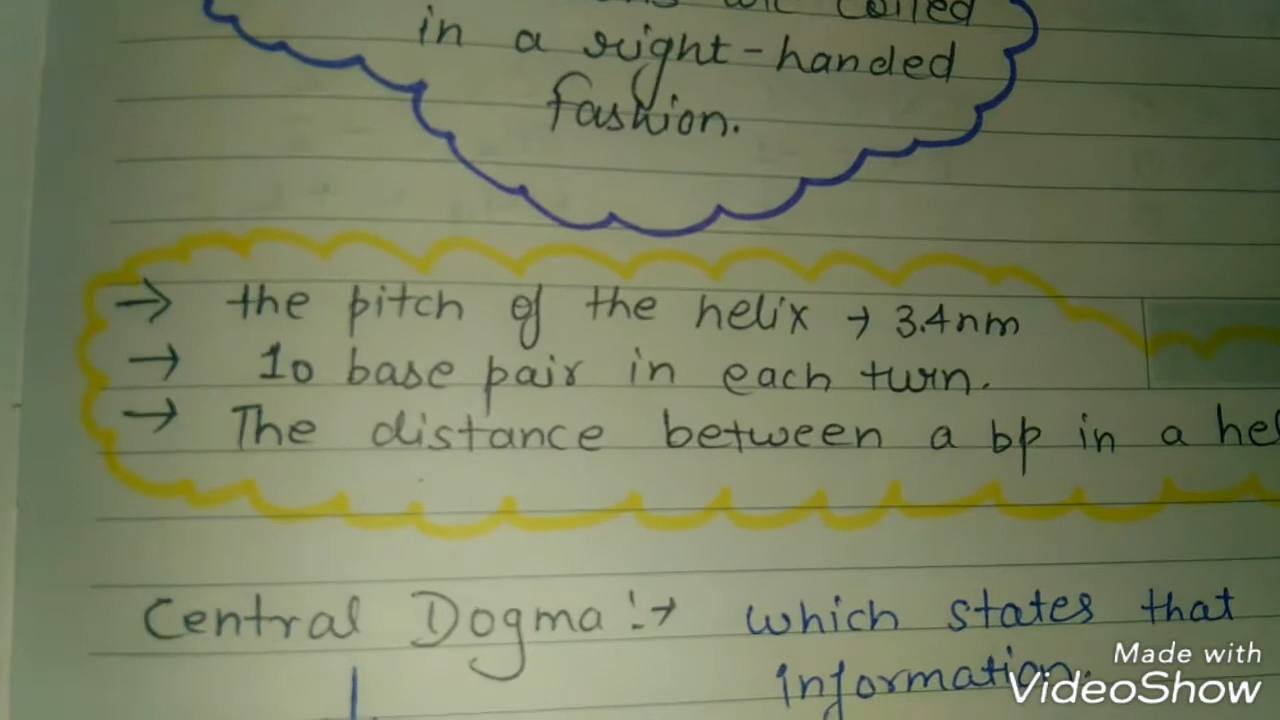 coiled
in a right-handed
fashion.
→ the pitch of the helix → 3.4nm
→ 10 base pair in each turn.
→ The distance between a bp in a
Central Dogma :→ which states that
information.
Made with
VideoShow